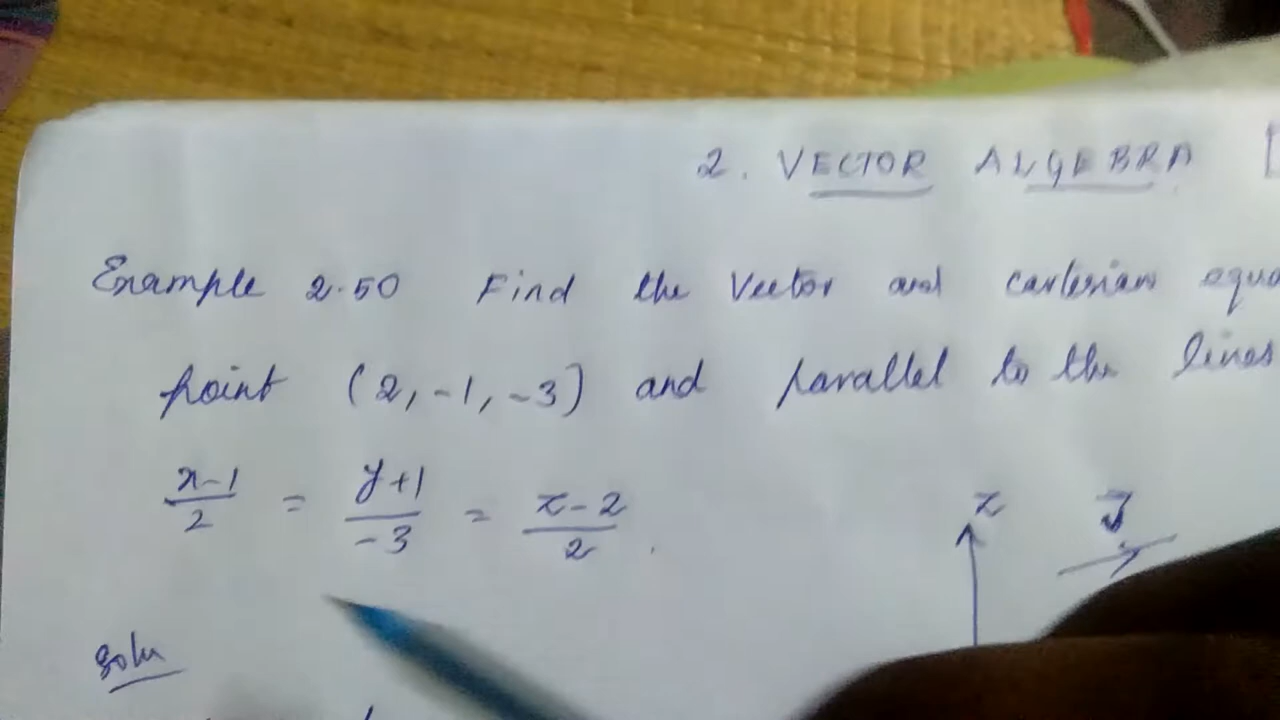 2. VECTOR ALGEBRA
Example 2.50 Find the Vector and cartesian equa
point (2, -1, -3) and parallel to the lines
x-1/2 = y+1/-3 = z-2/2.
z
Soln